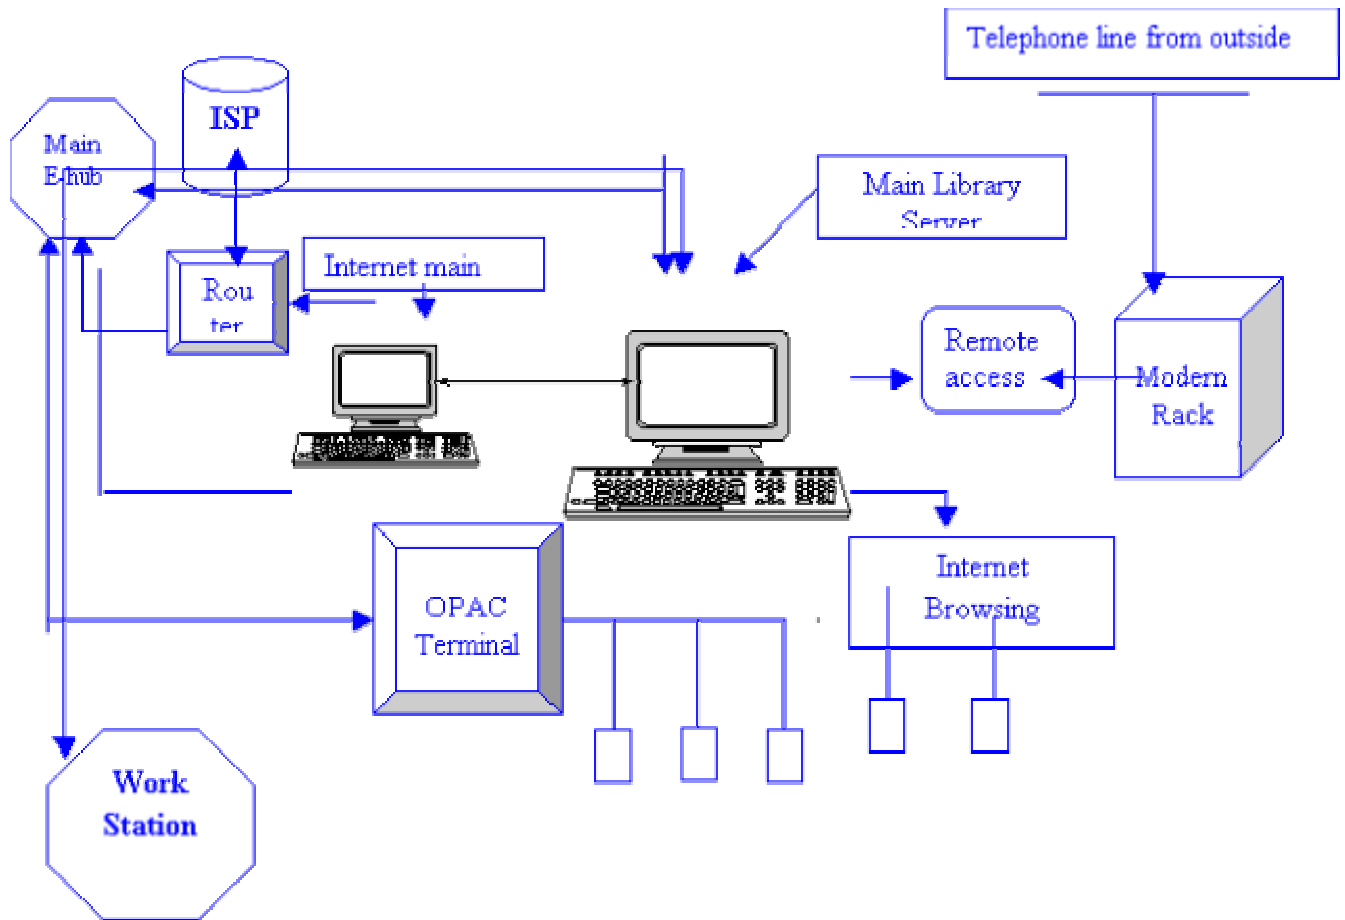 Telephone line from outside
ISP
Main
E-hub
Main Library
Server
Internet main
Rou
ter
Remote
access
Modern
Rack
Internet
Browsing
OPAC
Terminal
Work
Station